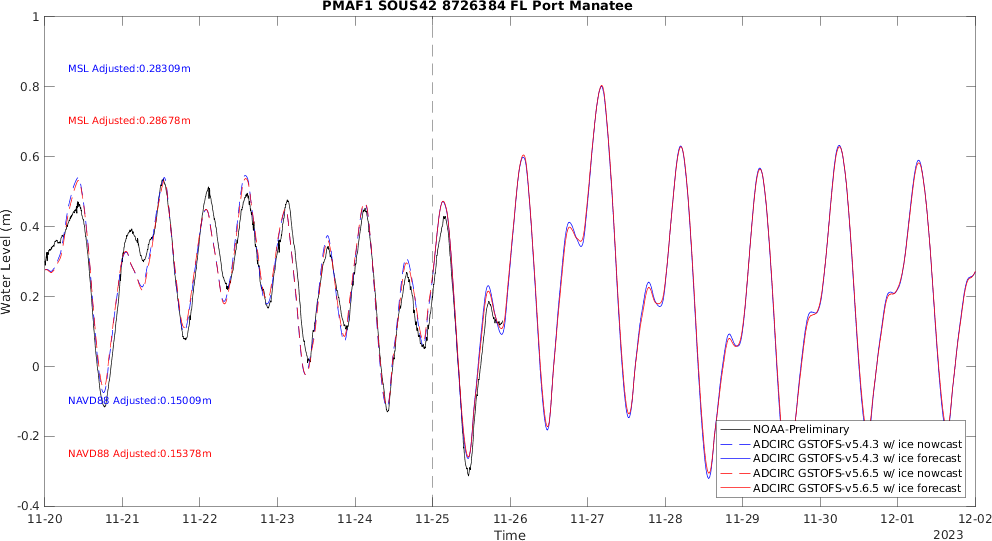 PMAF1 SOUS42 8726384 FL Port Manatee
1
0.8
0.6
0.4
0.2
0
-0.2
-0.4
Water Level (m)
MSL Adjusted:0.28309m
MSL Adjusted:0.28678m
NAVD88 Adjusted:0.15009m
NAVD88 Adjusted:0.15378m
NOAA-Preliminary
ADCIRC GSTOFS-v5.4.3 w/ ice nowcast
ADCIRC GSTOFS-v5.4.3 w/ ice forecast
ADCIRC GSTOFS-v5.6.5 w/ ice nowcast
ADCIRC GSTOFS-v5.6.5 w/ ice forecast
11-20 11-21 11-22 11-23 11-24 11-25 11-26 11-27 11-28 11-29 11-30 12-01 12-02
Time
2023